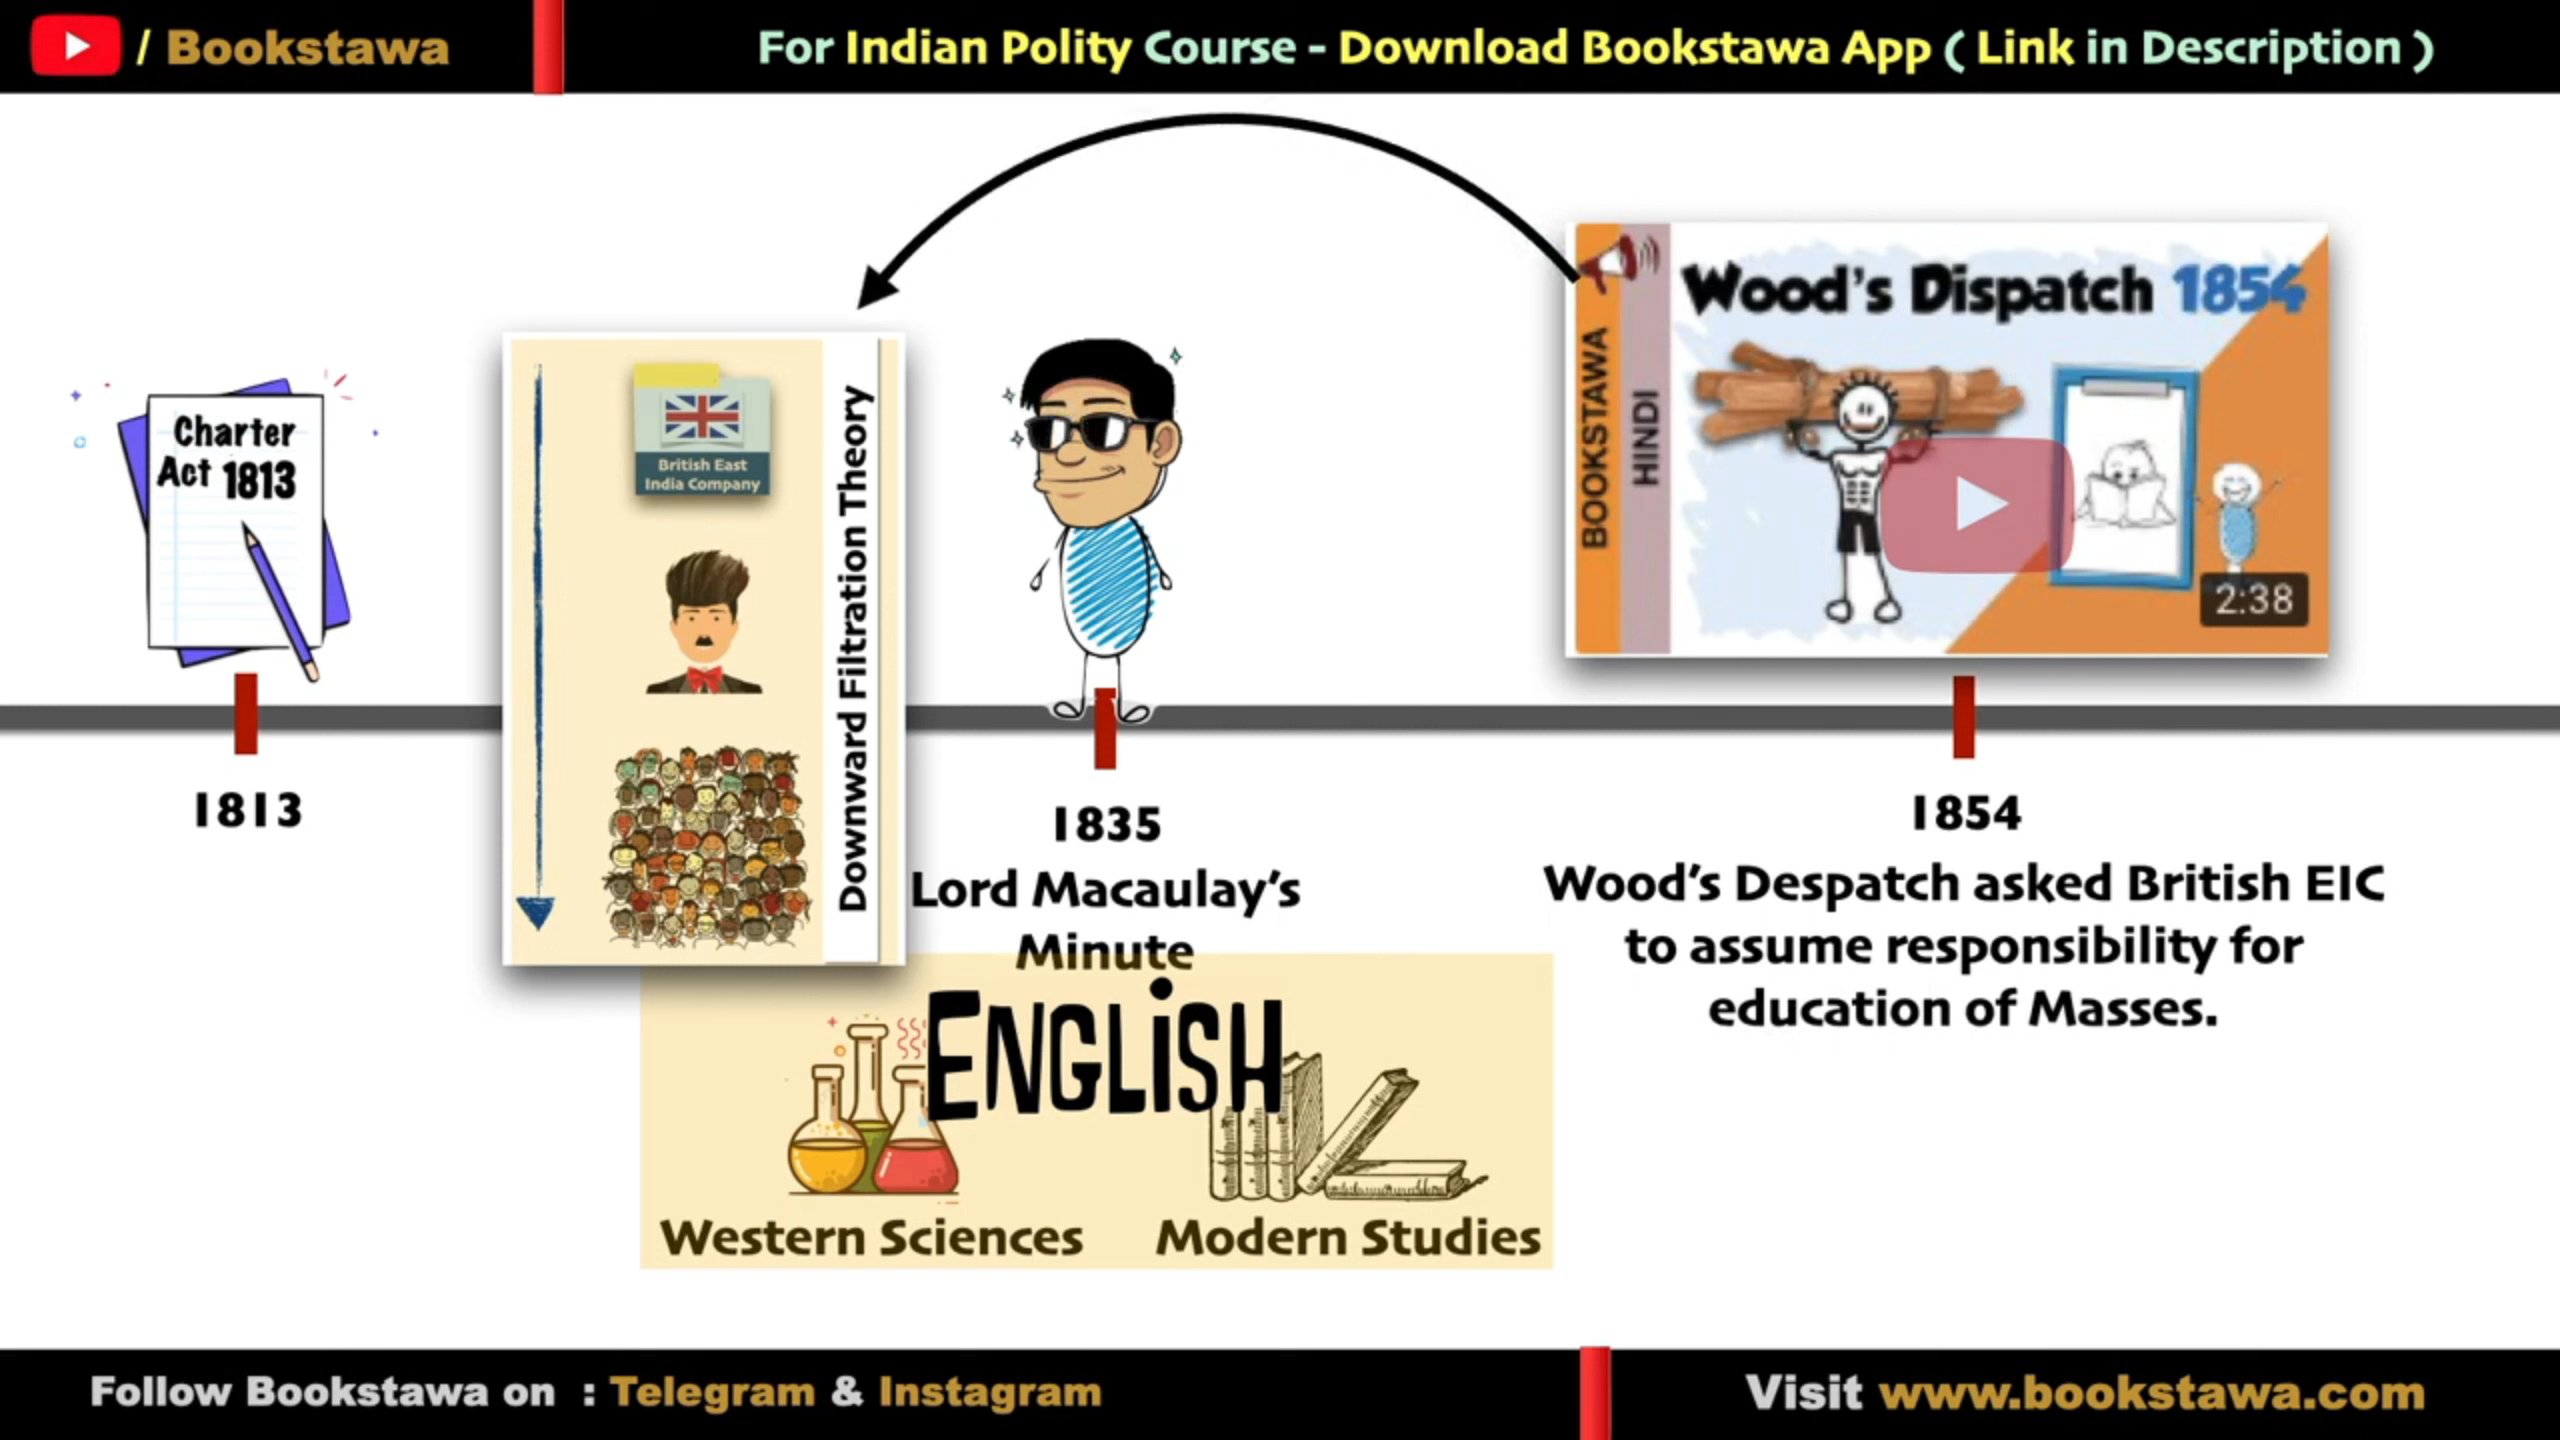 / Bookstawa
For Indian Polity Course - Download Bookstawa App ( Link in Description )
Charter
Act 1813
British East
India Company
Downward Filtration Theory
BOOKSTAWA
HINDI
Wood's Dispatch 1854
2:38
1813
1835
Lord Macaulay's
Minute
1854
Wood's Despatch asked British EIC
to assume responsibility for
education of Masses.
ENGLiSH
Western Sciences
Modern Studies
Follow Bookstawa on : Telegram & Instagram
Visit www.bookstawa.com